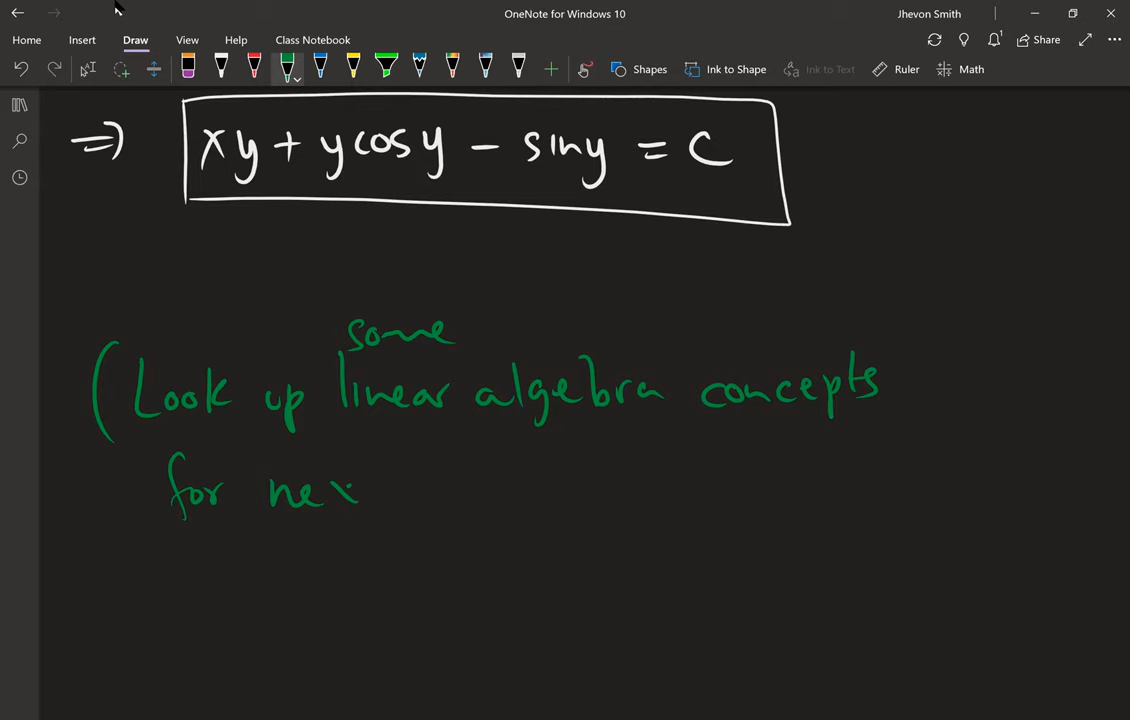 OneNote for Windows 10
Jhevon Smith
Home Insert Draw View Help Class Notebook
Share
Shapes Ink to Shape Ink to Text Ruler Math
⇒) xy + y cos y - sin y = C
some
(Look up linear algebra concepts
for nex